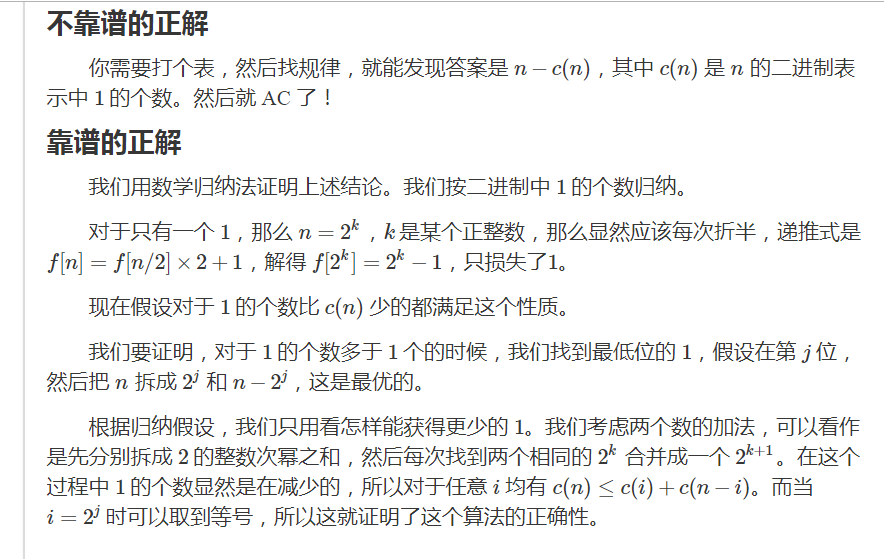 不靠谱的正解
你需要打个表，然后找规律，就能发现答案是 n − c(n)，其中 c(n) 是 n 的二进制表
示中 1 的个数。然后就 AC 了！
靠谱的正解
我们用数学归纳法证明上述结论。我们按二进制中 1 的个数归纳。
对于只有一个 1，那么 n = 2^k，k 是某个正整数，那么显然应该每次折半，递推式是
f[n] = f[n/2] × 2 + 1，解得 f[2^k] = 2^k − 1，只损失了1。
现在假设对于 1 的个数比 c(n) 少的都满足这个性质。
我们要证明，对于 1 的个数多于 1 个的时候，我们找到最低位的 1，假设在第 j 位，
然后把 n 拆成 2^j 和 n − 2^j，这是最优的。
根据归纳假设，我们只用看怎样能获得更少的 1。我们考虑两个数的加法，可以看作
是先分别拆成 2 的整数次幂之和，然后每次找到两个相同的 2^k 合并成一个 2^{k+1}。在这个
过程中 1 的个数显然是在减少的，所以对于任意 i 均有 c(n) ≤ c(i) + c(n − i)。而当
i = 2^j 时可以取到等号，所以这就证明了这个算法的正确性。